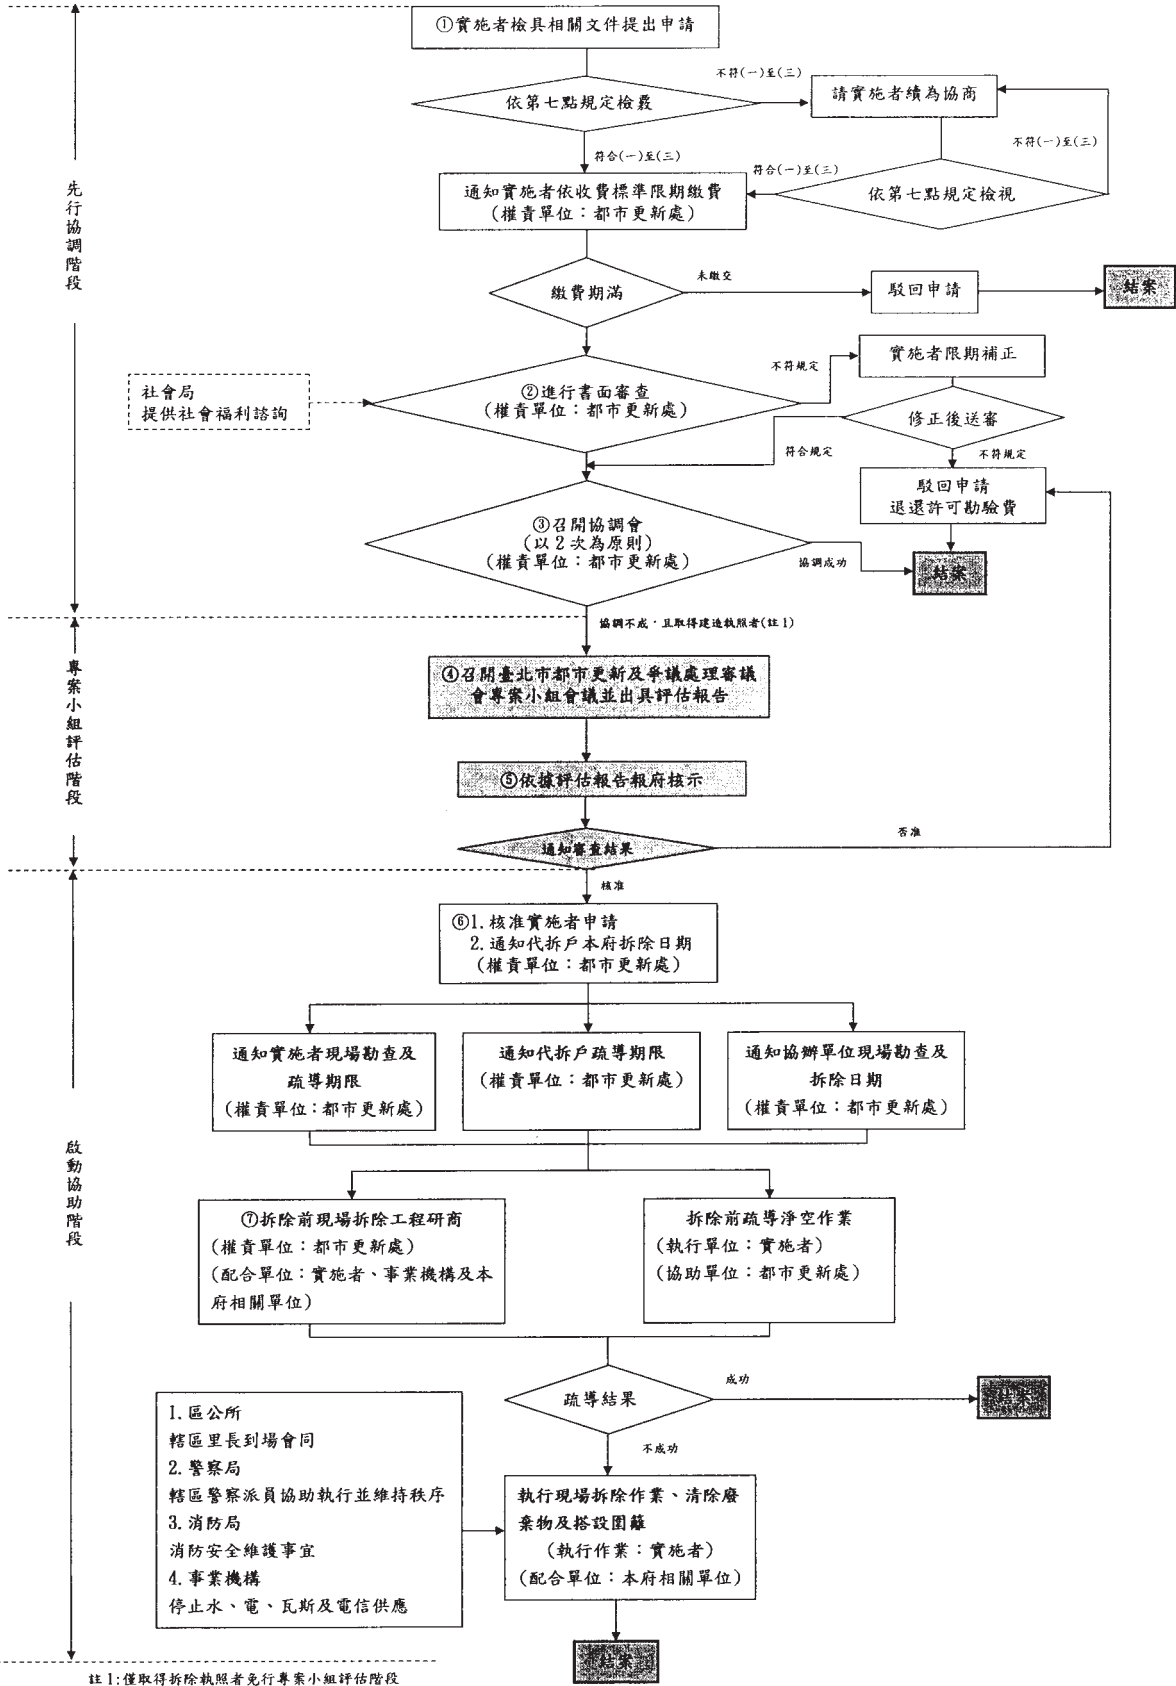 ①實施者檢具相關文件提出申請
不符(一)至(三)
依第七點規定檢覈
請實施者續為協商
不符(一)至(三)
符合(一)至(三)
符合(一)至(三)
先行協調階段
通知實施者依收費標準限期繳費
(權責單位：都市更新處)
依第七點規定檢視
繳費期滿
未繳交
駁回申請
結案
實施者限期補正
不符規定
社會局
提供社會福利諮詢
②進行書面審查
(權責單位：都市更新處)
修正後送審
符合規定
不符規定
駁回申請
退還許可勘驗費
③召開協調會
(以2次為原則)
(權責單位：都市更新處)
協調成功
結案
協調不成，且取得建造執照者(註1)
專案小組評估階段
④召開臺北市都市更新及爭議處理審議
會專案小組會議並出具評估報告
⑤依據評估報告報府核示
否准
通知審查結果
核准
⑥1.核准實施者申請
2.通知代拆戶本府拆除日期
(權責單位：都市更新處)
通知實施者現場勘查及
疏導期限
(權責單位：都市更新處)
通知代拆戶疏導期限
(權責單位：都市更新處)
通知協辦單位現場勘查及
拆除日期
(權責單位：都市更新處)
啟動協助階段
⑦拆除前現場拆除工程研商
(權責單位：都市更新處)
(配合單位：實施者、事業機構及本
府相關單位)
拆除前疏導淨空作業
(執行單位：實施者)
(協助單位：都市更新處)
疏導結果
成功
結案
不成功
1.區公所
轄區里長到場會同
2.警察局
轄區警察派員協助執行並維持秩序
3.消防局
消防安全維護事宜
4.事業機構
停止水、電、瓦斯及電信供應
執行現場拆除作業、清除廢
棄物及搭設圍籬
(執行作業：實施者)
(配合單位：本府相關單位)
結案
註1:僅取得拆除執照者免行專案小組評估階段